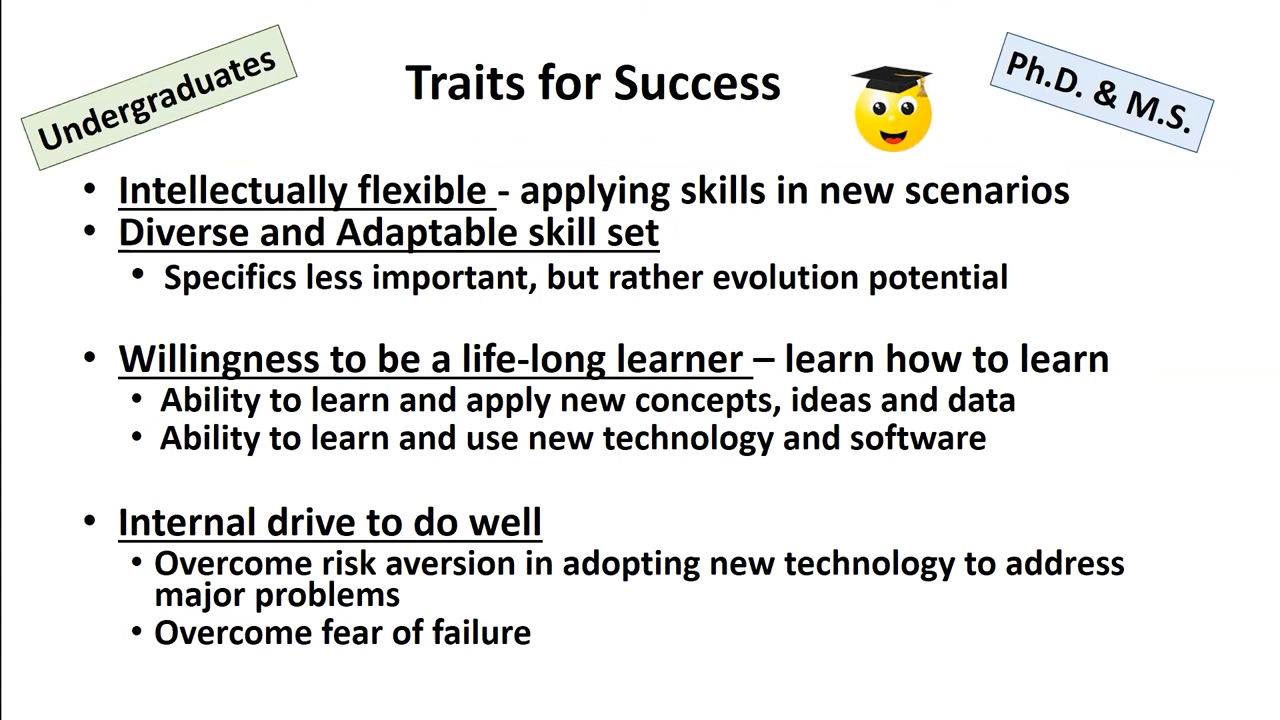 Undergraduates
Traits for Success
Ph.D. & M.S.
• Intellectually flexible - applying skills in new scenarios
• Diverse and Adaptable skill set
• Specifics less important, but rather evolution potential
• Willingness to be a life-long learner – learn how to learn
• Ability to learn and apply new concepts, ideas and data
• Ability to learn and use new technology and software
• Internal drive to do well
• Overcome risk aversion in adopting new technology to address
major problems
• Overcome fear of failure